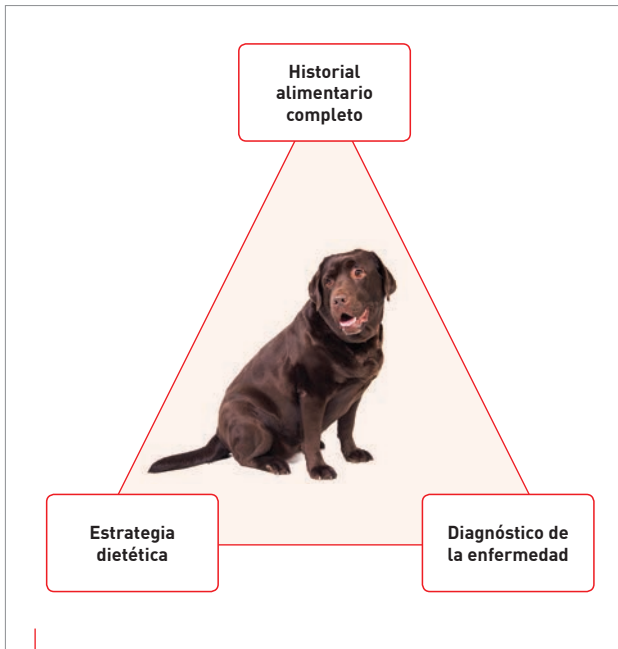 Historial
alimentario
completo
Estrategia
dietética
Diagnóstico de
la enfermedad